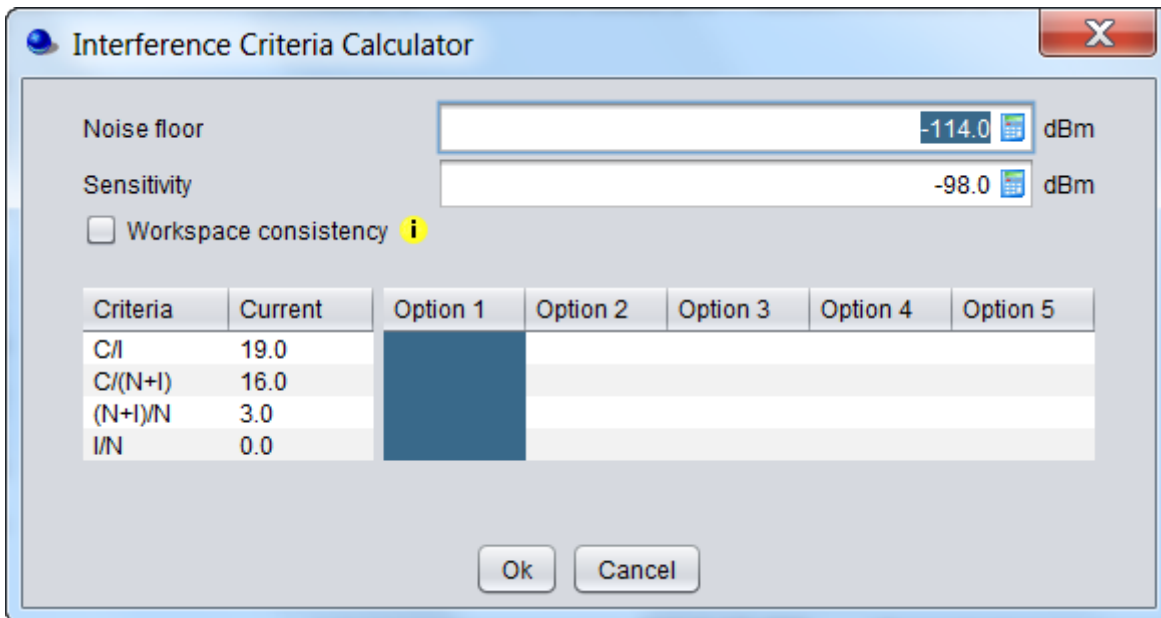 Interference Criteria Calculator
X
Noise floor -114.0 dBm
Sensitivity -98.0 dBm
Workspace consistency i
Criteria Current Option 1 Option 2 Option 3 Option 4 Option 5
C/I 19.0
C/(N+I) 16.0
(N+I)/N 3.0
I/N 0.0
Ok Cancel